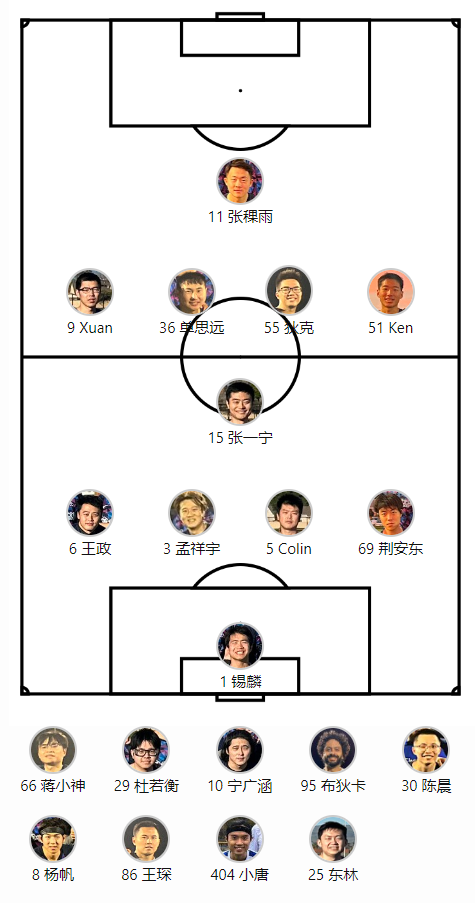 11 张稞雨
9 Xuan
36 单思远
55 狄克
51 Ken
15 张一宁
6 王政
3 孟祥宇
5 Colin
69 荆安东
1 锡麟
66 蒋小神
29 杜若衡
10 宁广涵
95 布狄卡
30 陈晨
8 杨帆
86 王琛
404 小唐
25 东林